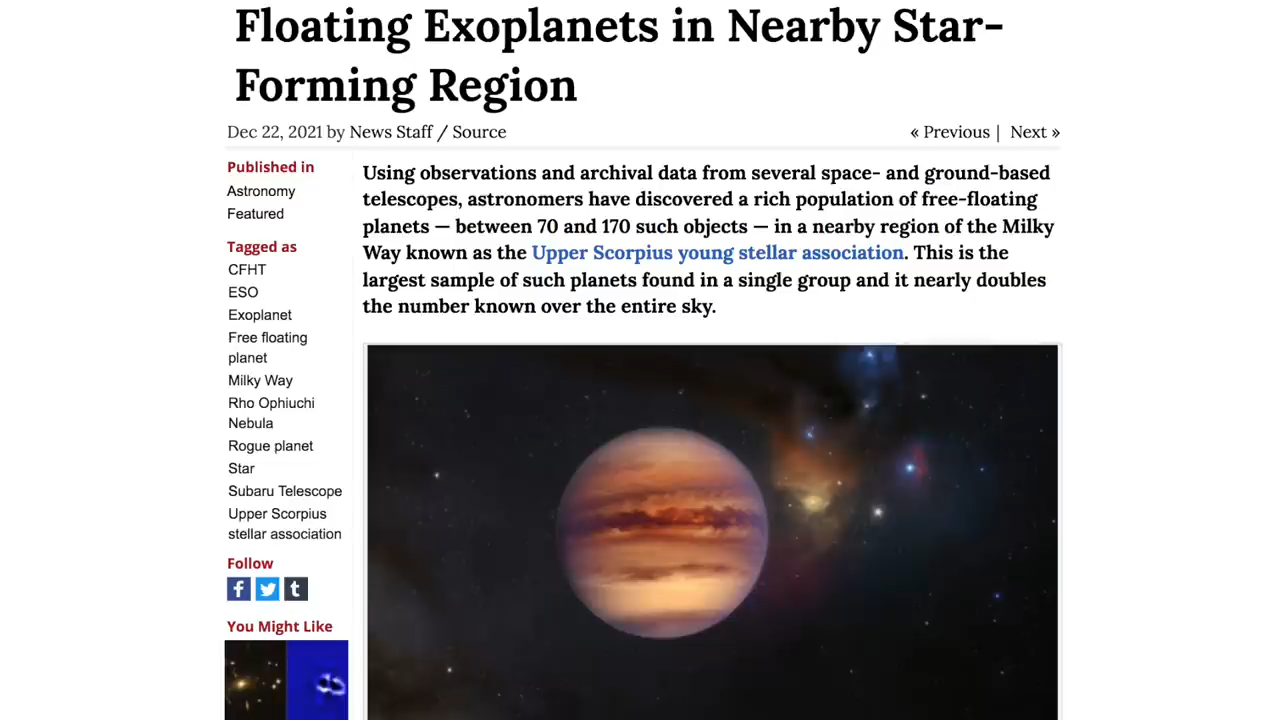 Floating Exoplanets in Nearby Star-
Forming Region
Dec 22, 2021 by News Staff / Source
« Previous | Next »
Published in
Astronomy
Featured
Tagged as
CFHT
ESO
Exoplanet
Free floating
planet
Milky Way
Rho Ophiuchi
Nebula
Rogue planet
Star
Subaru Telescope
Upper Scorpius
stellar association
Follow
f
t
You Might Like
Using observations and archival data from several space- and ground-based
telescopes, astronomers have discovered a rich population of free-floating
planets — between 70 and 170 such objects — in a nearby region of the Milky
Way known as the Upper Scorpius young stellar association. This is the
largest sample of such planets found in a single group and it nearly doubles
the number known over the entire sky.